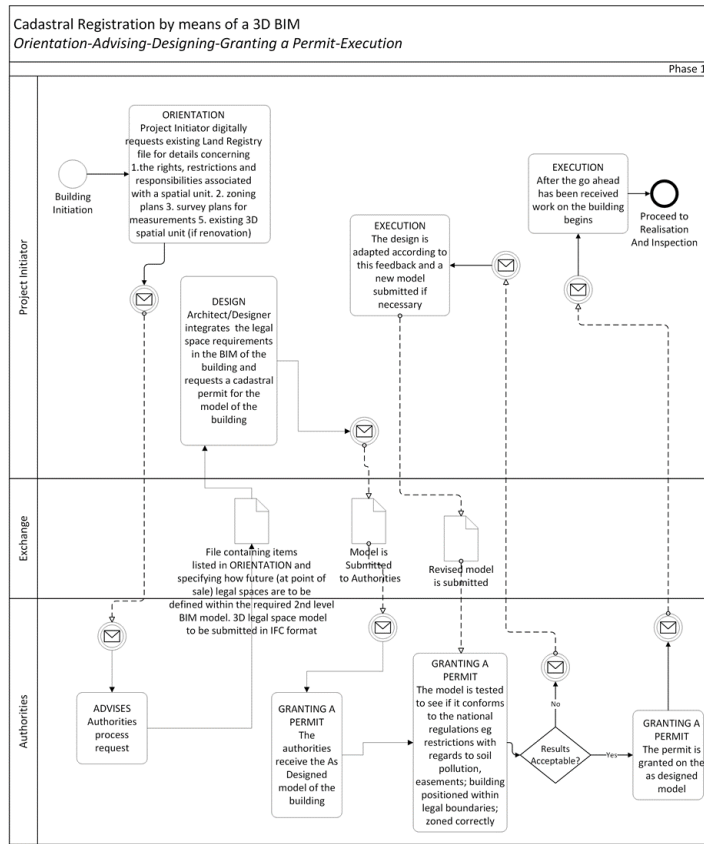 Cadastral Registration by means of a 3D BIM
Orientation-Advising-Designing-Granting a Permit-Execution
Phase 1
Project Initiator
Building
Initiation
ORIENTATION
Project Initiator digitally
requests existing Land Registry
file for details concerning
1.the rights, restrictions and
responsibilities associated
with a spatial unit. 2. zoning
plans 3. survey plans for
measurements 5. existing 3D
spatial unit (if renovation)
DESIGN
Architect/Designer
integrates the legal
space requirements
in the BIM of the
building and
requests a cadastral
permit for the
model of the
building
EXECUTION
The design is
adapted according to
this feedback and a
new model
submitted if
necessary
EXECUTION
After the go ahead
has been received
work on the building
begins
Proceed to
Realisation
And Inspection
Exchange
File containing items
listed in ORIENTATION and
specifying how future (at point of
sale) legal spaces are to be
defined within the required 2nd level
BIM model. 3D legal space model
to be submitted in IFC format
Model is
Submitted
to Authorities
Revised model
is submitted
Authorities
ADVISES
Authorities
process
request
GRANTING A
PERMIT
The
authorities
receive the As
Designed
model of the
building
GRANTING A
PERMIT
The model is tested
to see if it conforms
to the national
regulations eg
restrictions with
regards to soil
pollution,
easements; building
positioned within
legal boundaries;
zoned correctly
No
Results
Acceptable?
Yes
GRANTING A
PERMIT
The permit is
granted on the
as designed
model